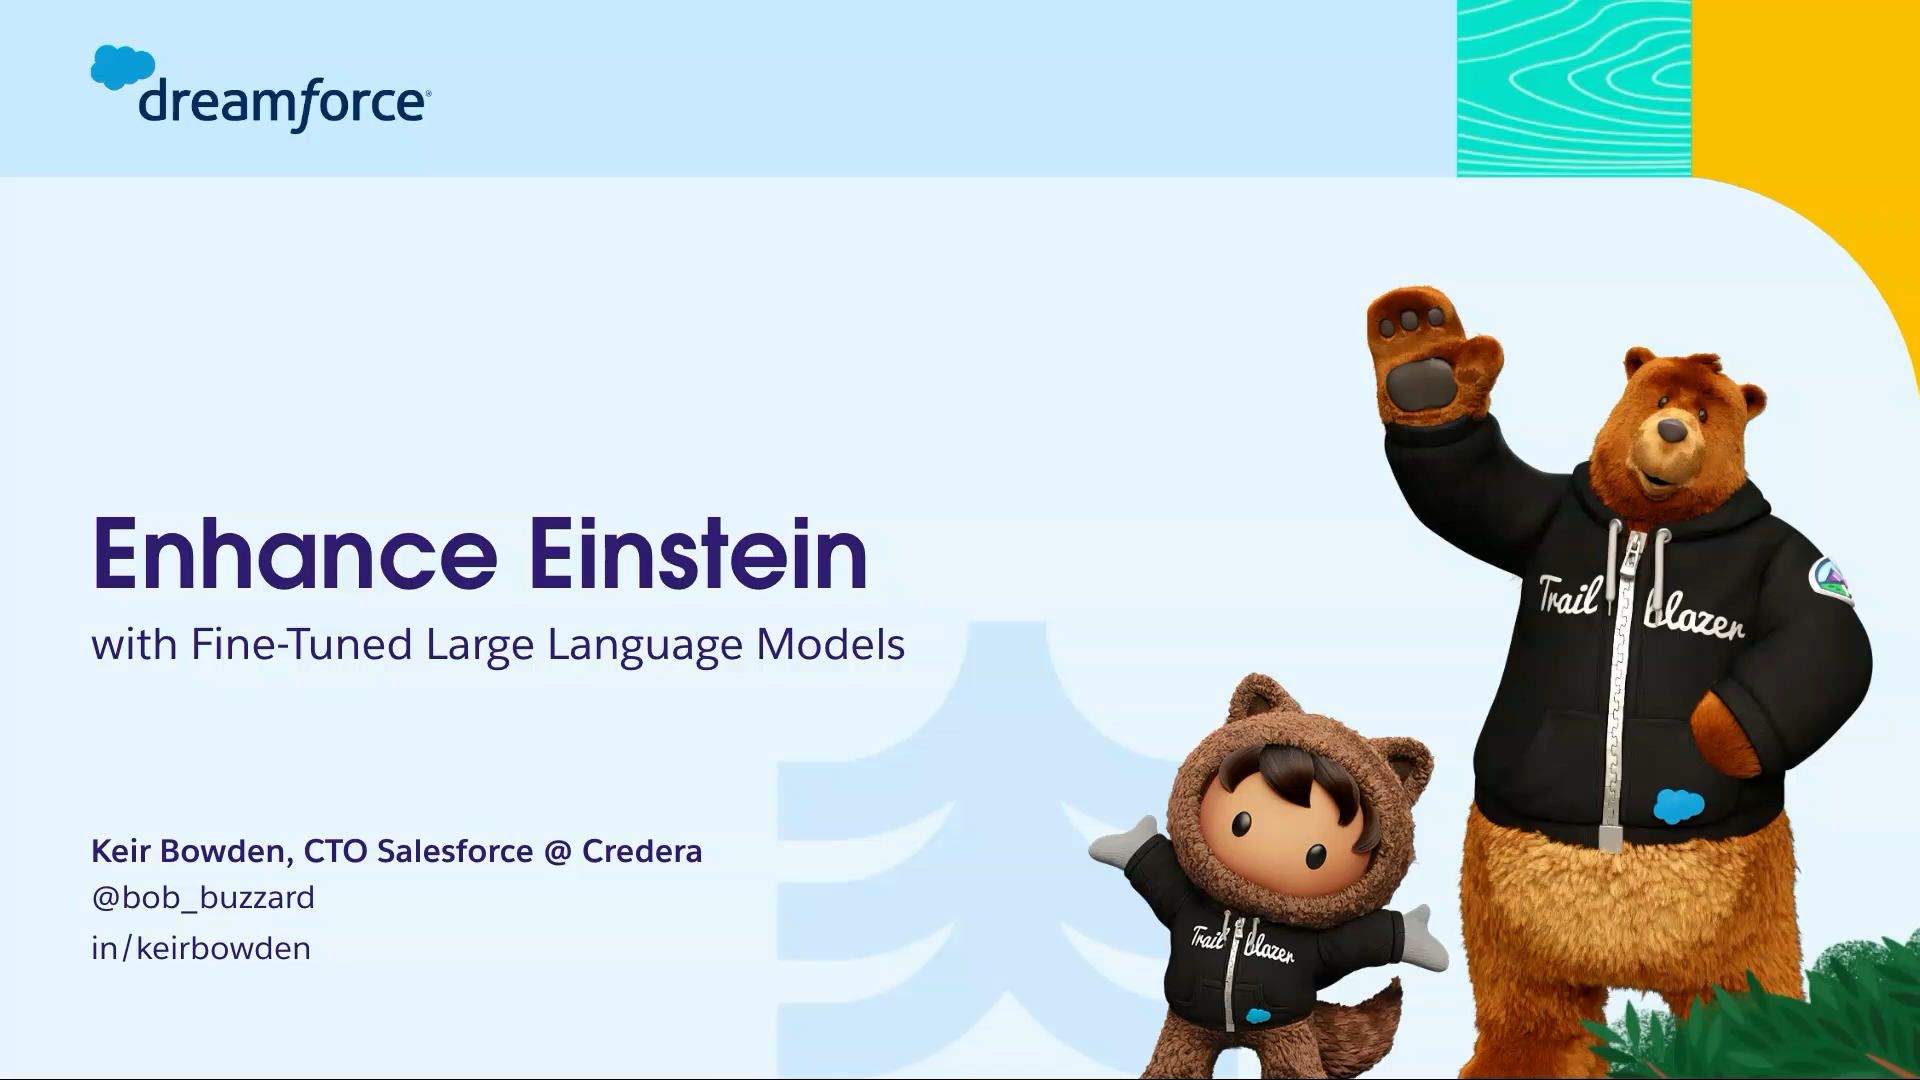 dreamforce
Enhance Einstein
with Fine-Tuned Large Language Models
Keir Bowden, CTO Salesforce @ Credera
@bob_buzzard
in/keirbowden
Trail blazer
Trail blazer